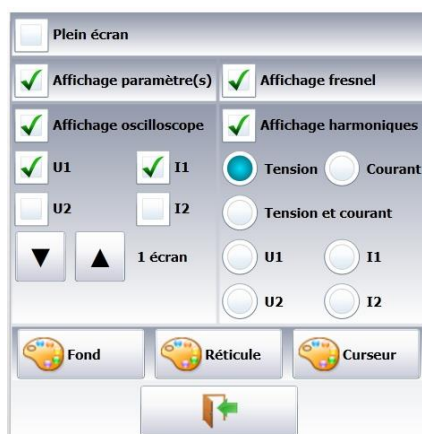 Plein écran
Affichage paramètre(s) Affichage fresnel
Affichage oscilloscope Affichage harmoniques
U1 I1 Tension Courant
U2 I2 Tension et courant
1 écran U1 I1
U2 I2
Fond Réticule Curseur